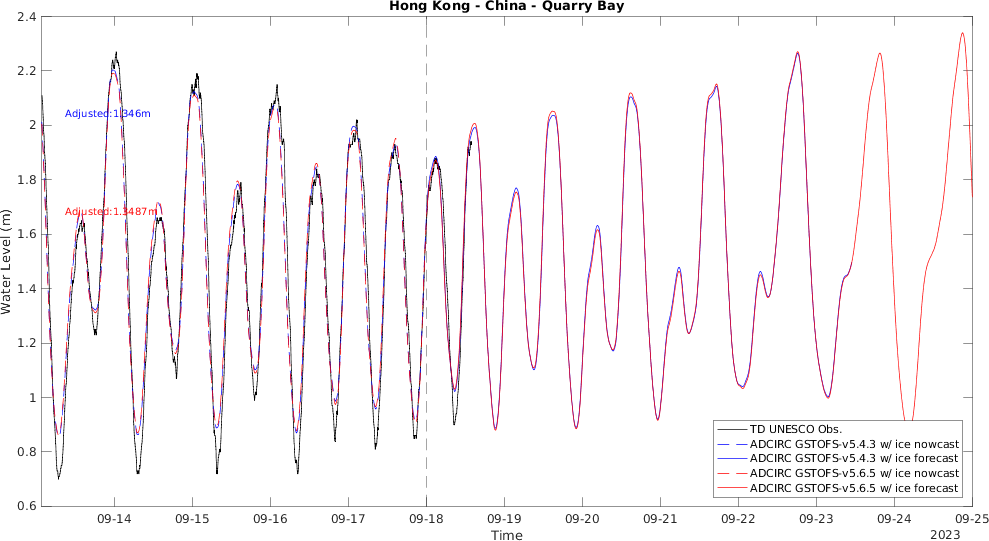 Hong Kong - China - Quarry Bay
2.4
2.2
2
1.8
1.6
1.4
1.2
1
0.8
0.6
Water Level (m)
Adjusted:1.346m
Adjusted:1.3487m
TD UNESCO Obs.
ADCIRC GSTOFS-v5.4.3 w/ ice nowcast
ADCIRC GSTOFS-v5.4.3 w/ ice forecast
ADCIRC GSTOFS-v5.6.5 w/ ice nowcast
ADCIRC GSTOFS-v5.6.5 w/ ice forecast
09-14 09-15 09-16 09-17 09-18 09-19 09-20 09-21 09-22 09-23 09-24 09-25
Time
2023